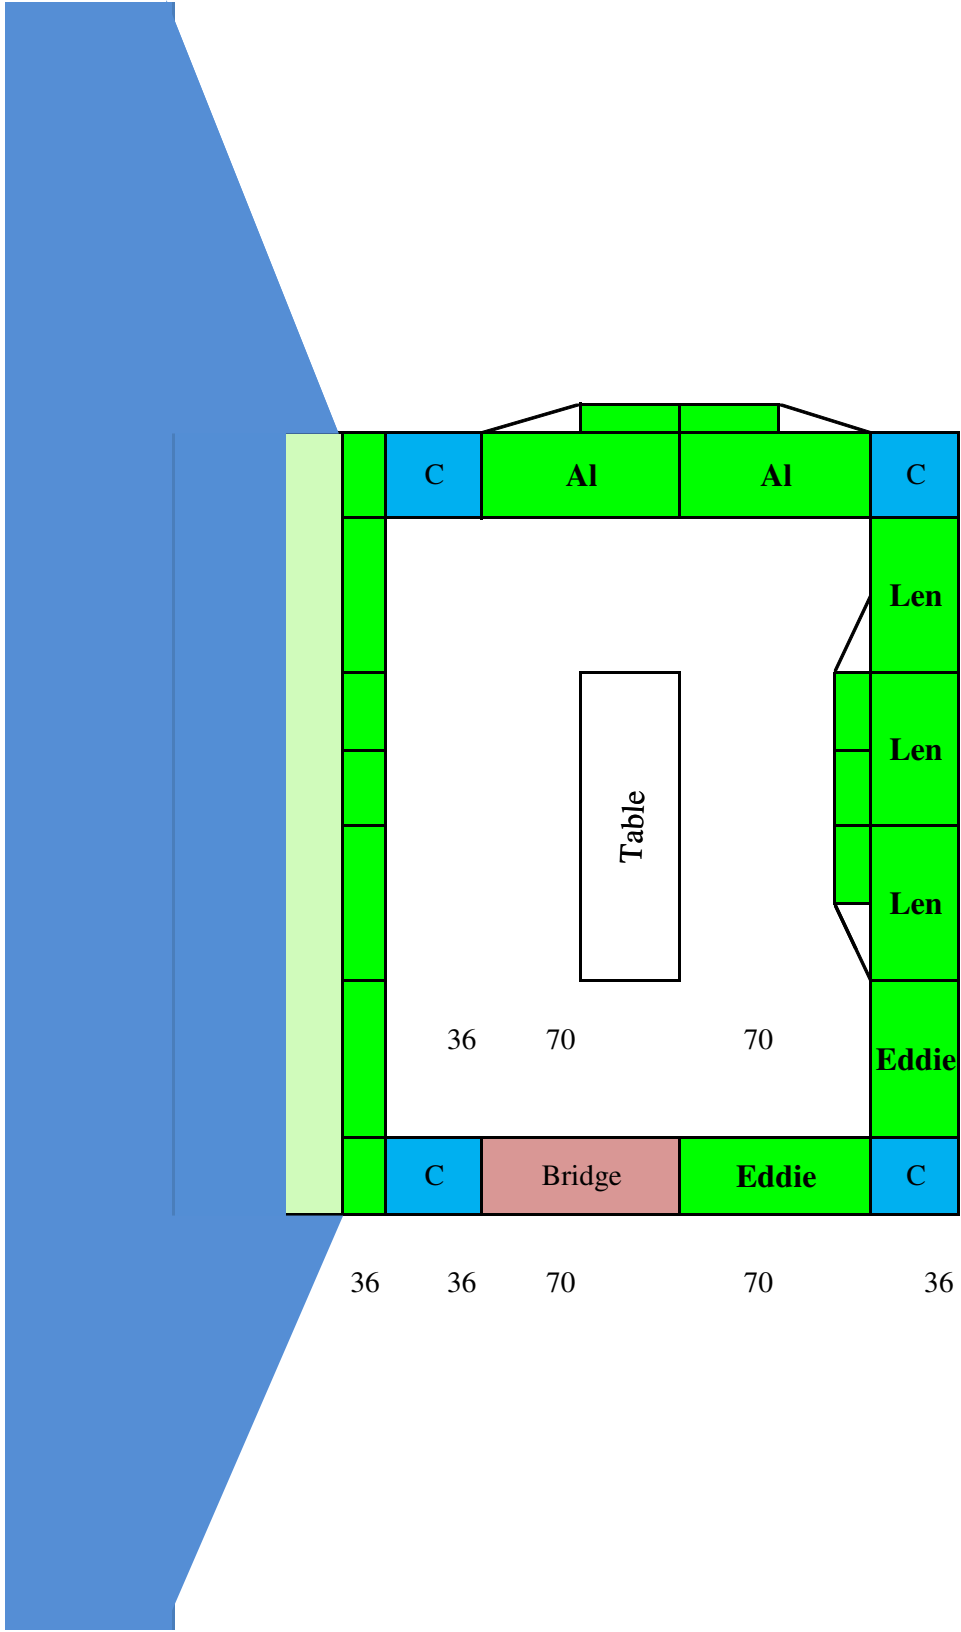 C Al Al C
Len
Len
Table
Len
36 70 70
Eddie
C Bridge Eddie C
36 36 70 70 36